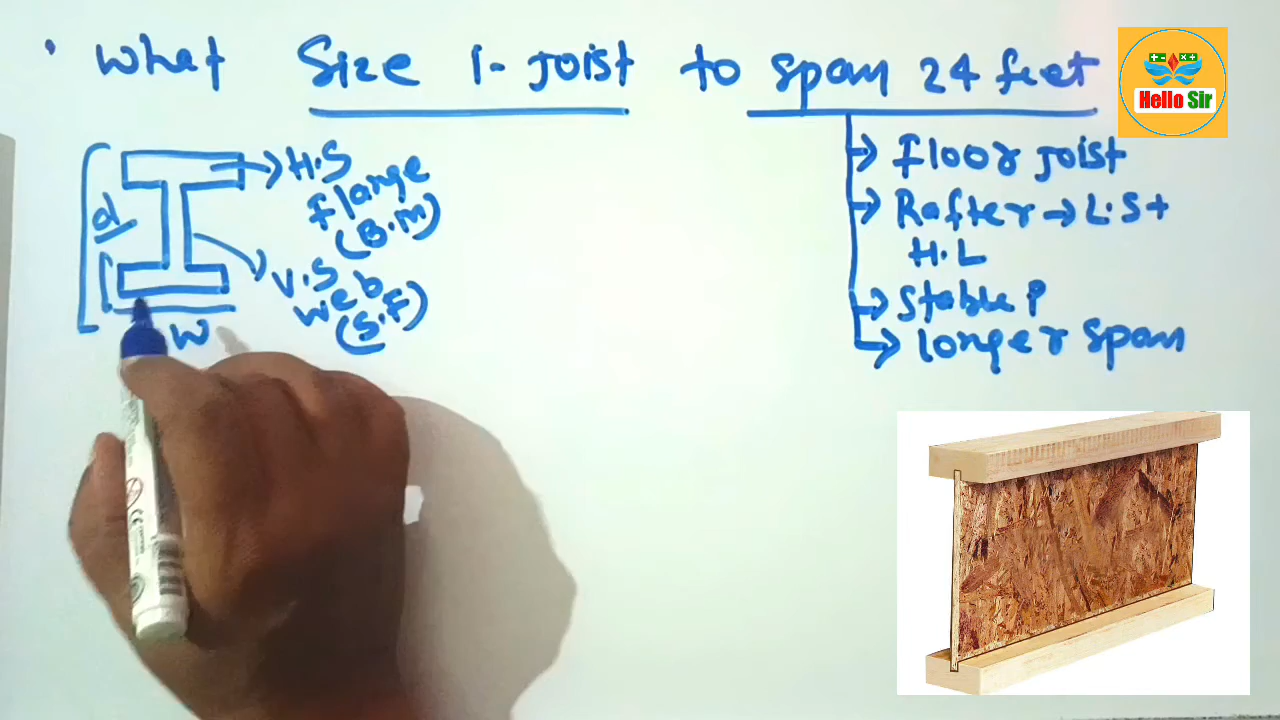 • What Size I-Joist to span 24 feet
Hello Sir
d
H.S
flange
(B.M)
V.S
web
(S.F)
W
→ Floor Joist
→ Rafter → L.S +
H.L
→ Stable P
→ longer span